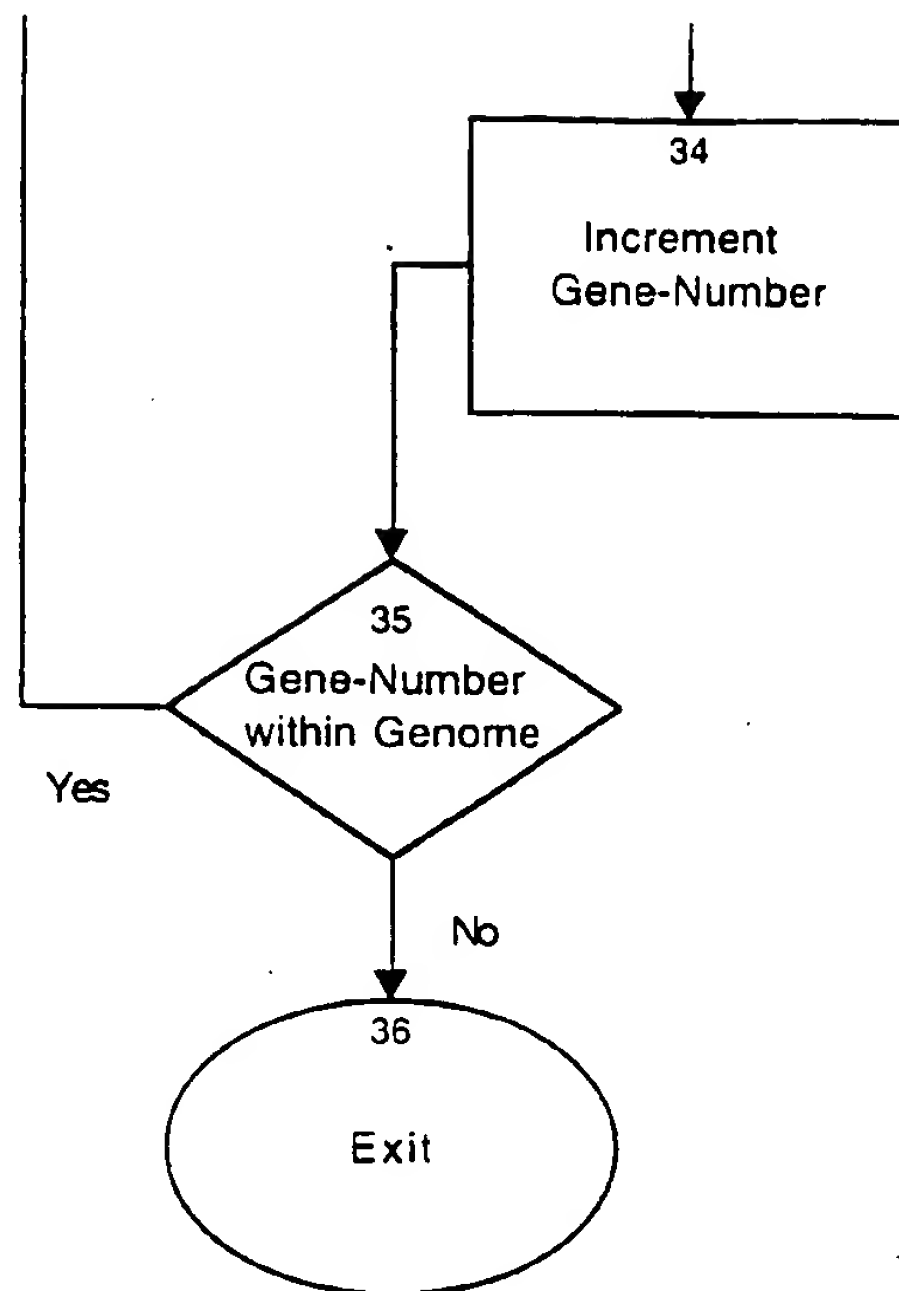 34
Increment
Gene-Number
35
Gene-Number
within Genome
Yes
No
36
Exit